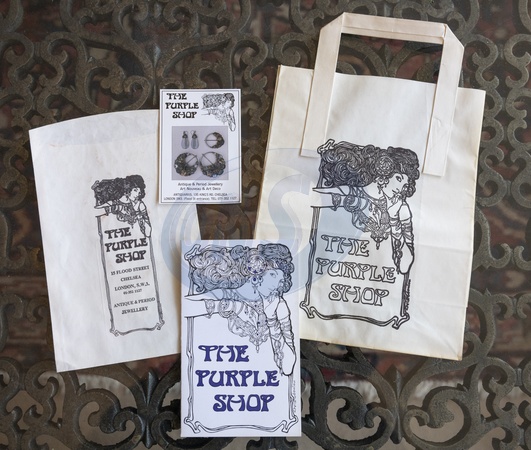 THE
PURPLE
SHOP
Antique & Period Jewellery
Art Nouveau & Art Deco
THE
PURPLE
SHOP
15 FLOOD STREET
CHELSEA
LONDON, S.W.3.
ANTIQUE & PERIOD
JEWELLERY
THE
PURPLE
SHOP
THE
PURPLE
SHOP